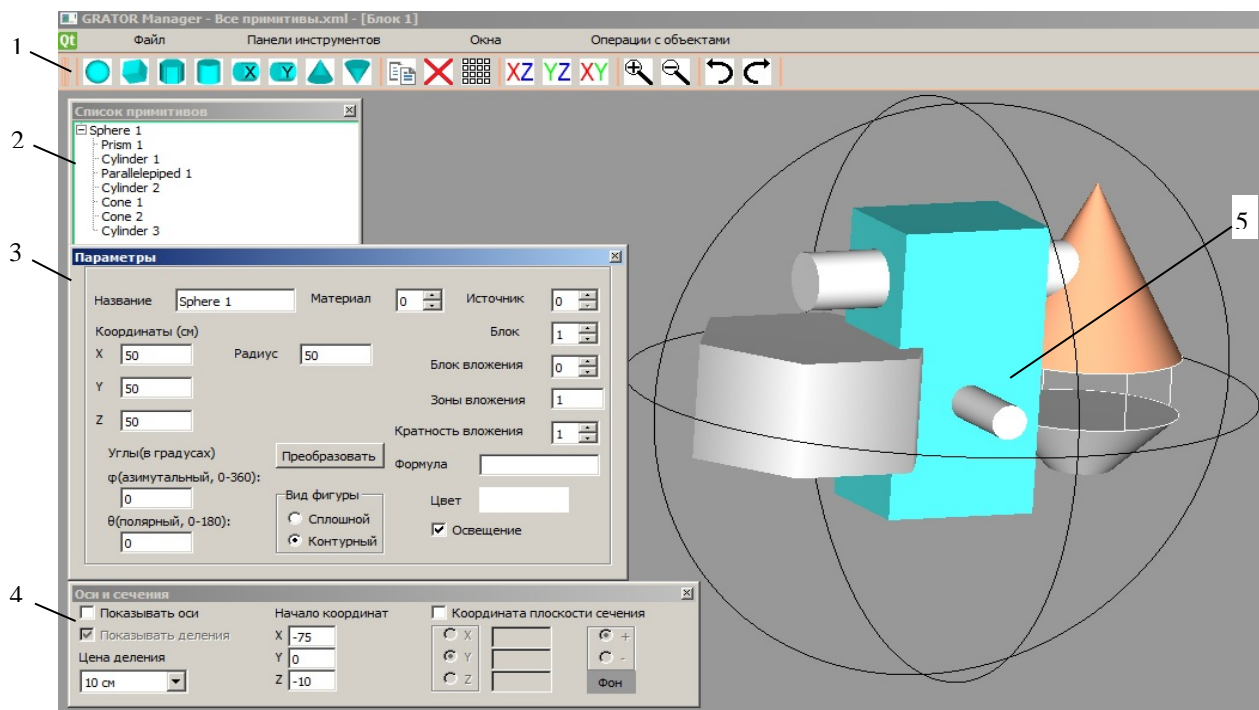 GRATOR Manager - Все примитивы.xml - [Блок 1]
Qt Файл Панели инструментов Окна Операции с объектами
1
X Y XZ YZ XY
Список примитивов
2
Sphere 1
Prism 1
Cylinder 1
Parallelepiped 1
Cylinder 2
Cone 1
Cone 2
Cylinder 3
3
Параметры
Название Sphere 1 Материал 0 Источник 0
Координаты (см) Блок 1
X 50 Радиус 50
Блок вложения 0
Y 50
Зоны вложения 1
Z 50
Кратность вложения 1
Углы(в градусах) Преобразовать Формула
φ(азимутальный, 0-360):
0
Вид фигуры
Цвет
θ(полярный, 0-180):
0
Сплошной
Контурный
Освещение
4
Оси и сечения
Показывать оси Начало координат Координата плоскости сечения
Показывать деления X -75 X +
Цена деления Y 0 Y -
10 см Z -10 Z Фон
5